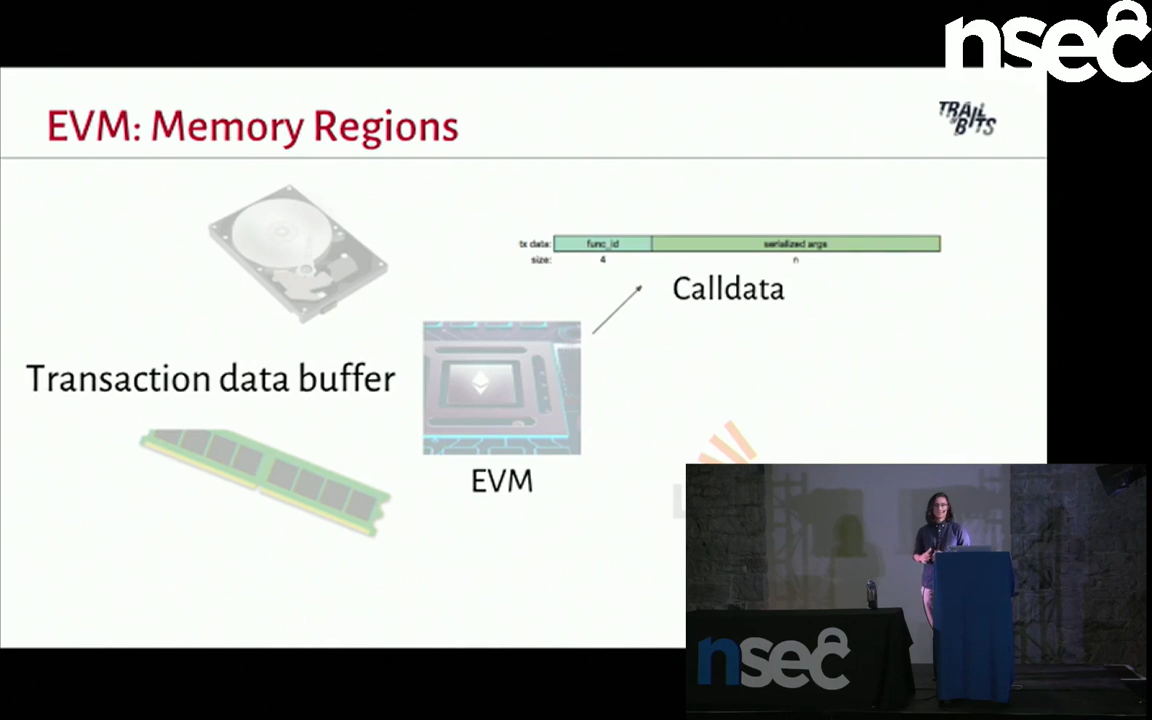 nsec
EVM: Memory Regions
TRAIL
OF
BITS
tx data: func_id serialized args
size: 4 n
Calldata
Transaction data buffer
EVM
nsec